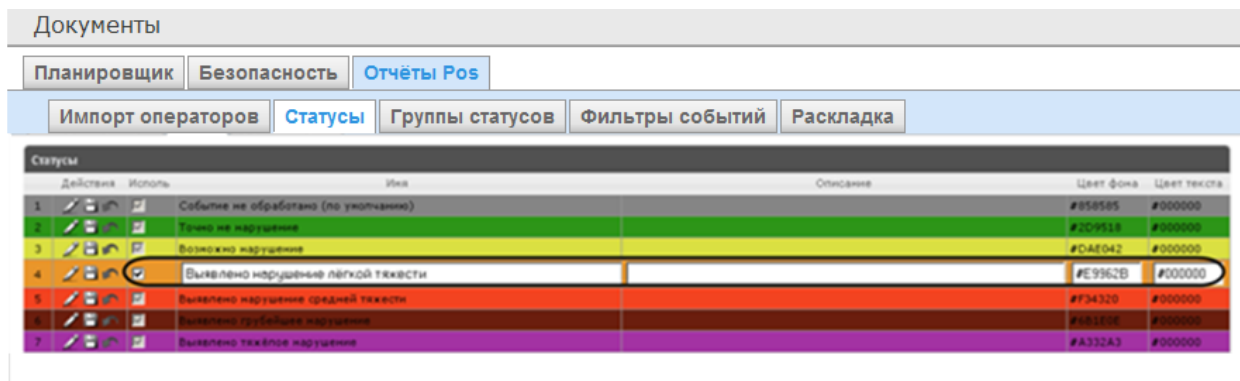 Документы
Планировщик Безопасность Отчёты Pos
Импорт операторов Статусы Группы статусов Фильтры событий Раскладка
Статусы
Действия Исполь Имя Описание Цвет фона Цвет текста
1 Событие не обработано (по умолчанию) #858585 #000000
2 Точно не нарушение #2D9518 #000000
3 Возможно нарушение #DAE042 #000000
4 Выявлено нарушение лёгкой тяжести #E9962B #000000
5 Выявлено нарушение средней тяжести #F34320 #000000
6 Выявлено грубейшее нарушение #6B1E0E #000000
7 Выявлено тяжёлое нарушение #A332A3 #000000